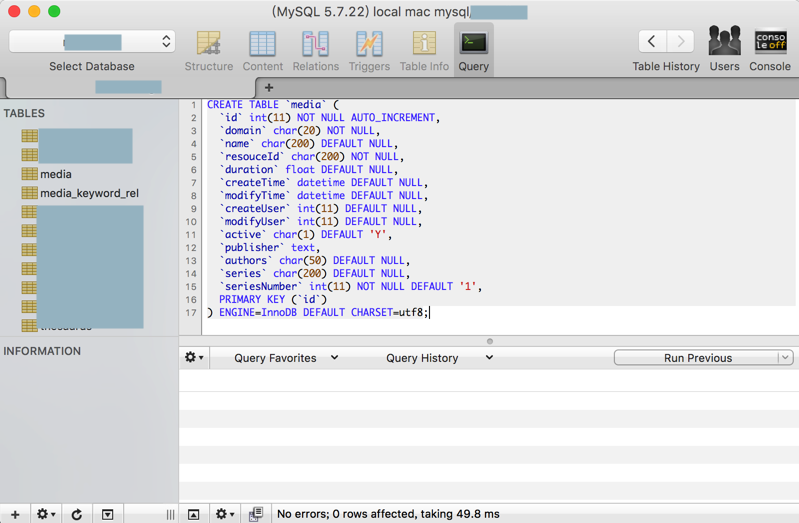 (MySQL 5.7.22) local mac mysql/
Select Database
Structure
Content
Relations
Triggers
Table Info
Query
Table History
Users
conso
le off
Console
+
TABLES
media
media_keyword_rel
INFORMATION
1 CREATE TABLE `media` (
2 `id` int(11) NOT NULL AUTO_INCREMENT,
3 `domain` char(20) NOT NULL,
4 `name` char(200) DEFAULT NULL,
5 `resouceId` char(200) NOT NULL,
6 `duration` float DEFAULT NULL,
7 `createTime` datetime DEFAULT NULL,
8 `modifyTime` datetime DEFAULT NULL,
9 `createUser` int(11) DEFAULT NULL,
10 `modifyUser` int(11) DEFAULT NULL,
11 `active` char(1) DEFAULT 'Y',
12 `publisher` text,
13 `authors` char(50) DEFAULT NULL,
14 `series` char(200) DEFAULT NULL,
15 `seriesNumber` int(11) NOT NULL DEFAULT '1',
16 PRIMARY KEY (`id`)
17 ) ENGINE=InnoDB DEFAULT CHARSET=utf8;
Query Favorites
Query History
Run Previous
No errors; 0 rows affected, taking 49.8 ms